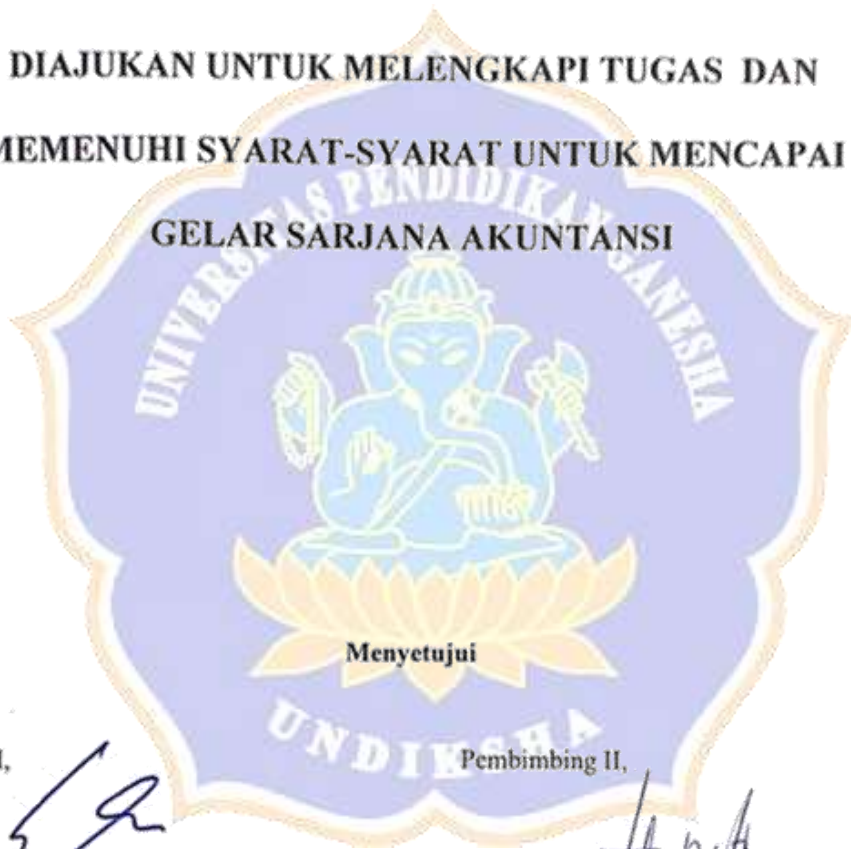 DIAJUKAN UNTUK MELENGKAPI TUGAS DAN
MEMENUHI SYARAT-SYARAT UNTUK MENCAPAI
GELAR SARJANA AKUNTANSI
UNIVERSITAS PENDIDIKAN GANESHA
Menyetujui
UNDIKSHA
I,
Pembimbing II,